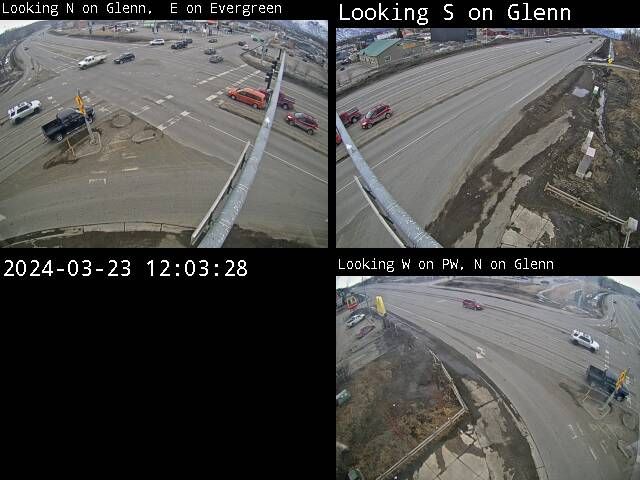 Looking N on Glenn,  E on Evergreen
Looking S on Glenn
2024-03-23 12:03:28
Looking W on PW, N on Glenn